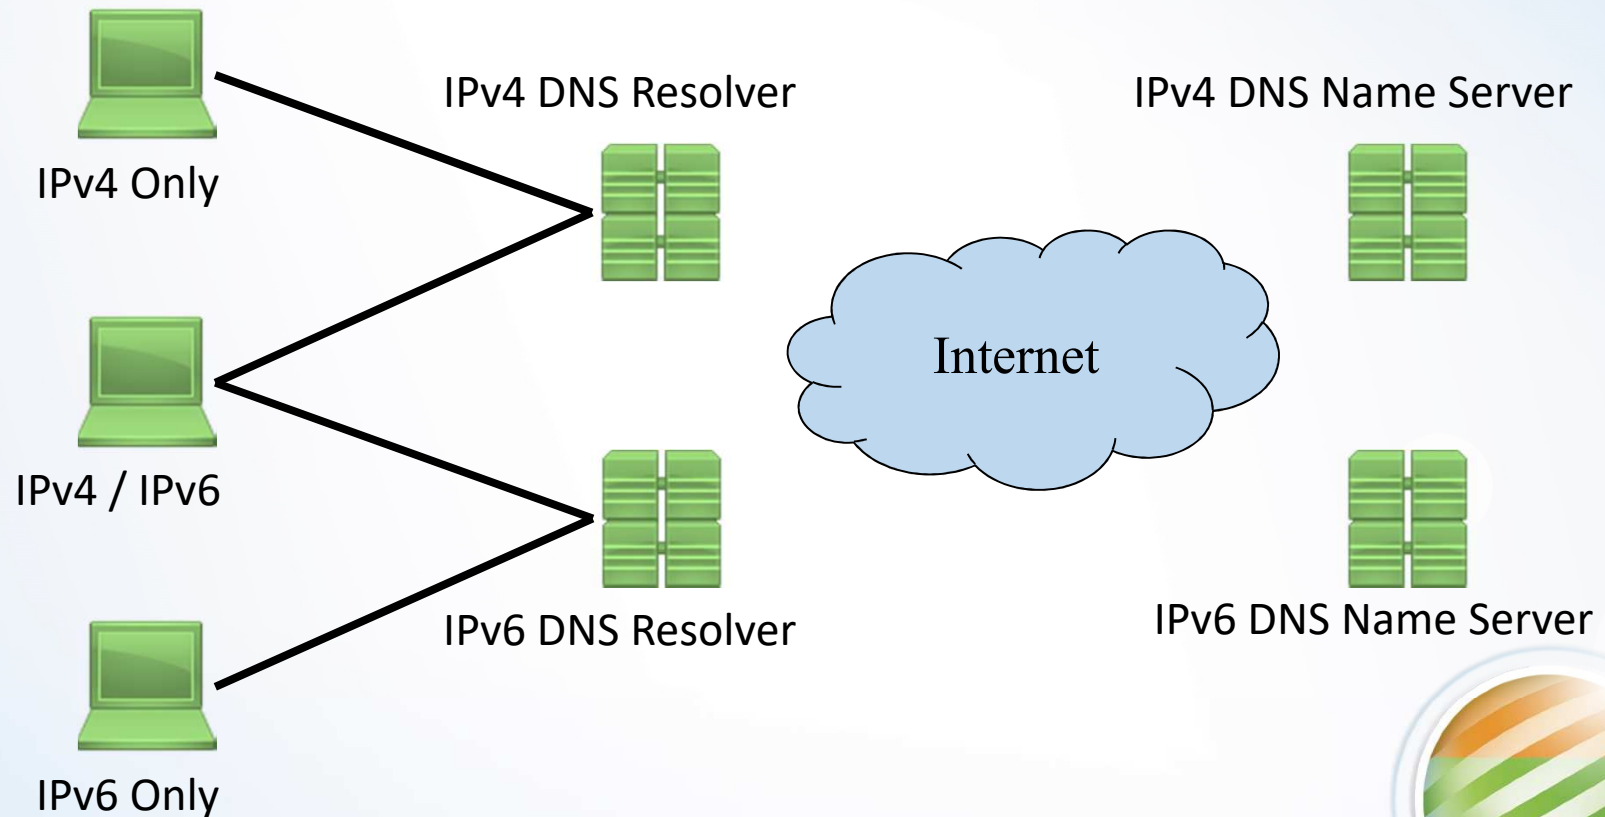 IPv4 DNS Resolver
IPv4 DNS Name Server
IPv4 Only
Internet
IPv4 / IPv6
IPv6 DNS Resolver
IPv6 DNS Name Server
IPv6 Only